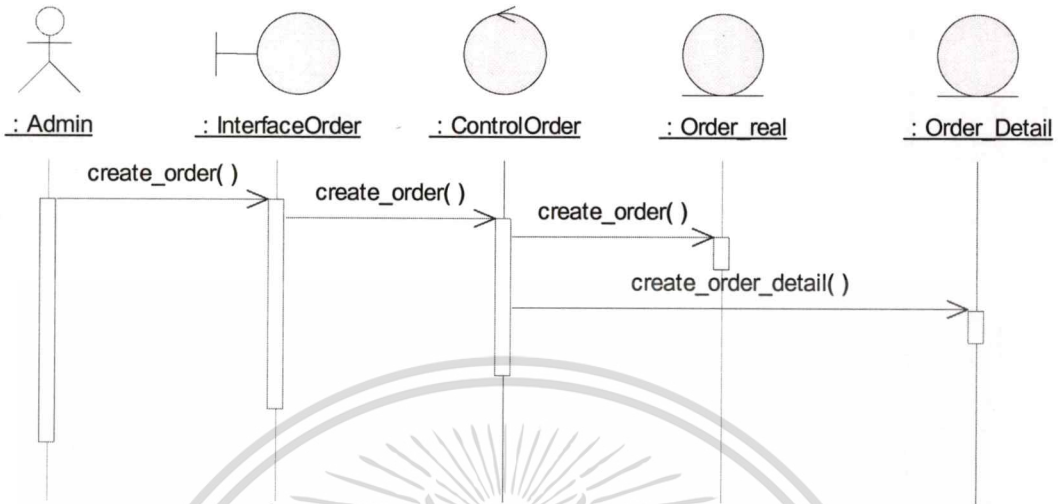 : Admin
: InterfaceOrder
: ControlOrder
: Order_real
: Order_Detail
create_order( )
create_order( )
create_order( )
create_order_detail( )